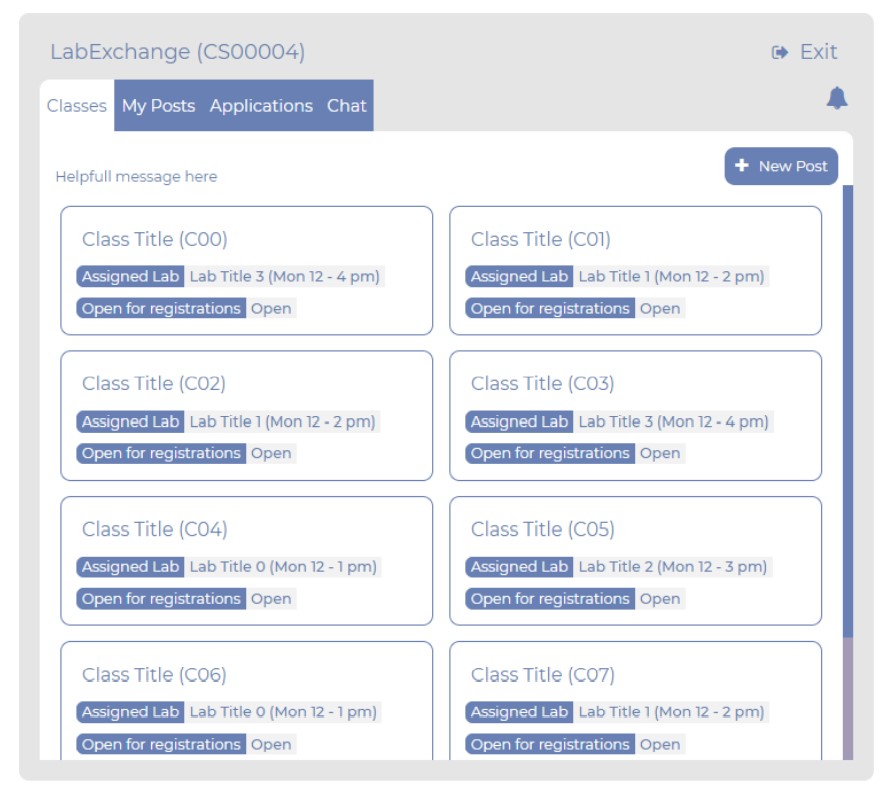 LabExchange (CS00004)
Exit
Classes My Posts Applications Chat
Helpfull message here
+ New Post
Class Title (C00)
Assigned Lab Lab Title 3 (Mon 12 - 4 pm)
Open for registrations Open
Class Title (C01)
Assigned Lab Lab Title 1 (Mon 12 - 2 pm)
Open for registrations Open
Class Title (C02)
Assigned Lab Lab Title 1 (Mon 12 - 2 pm)
Open for registrations Open
Class Title (C03)
Assigned Lab Lab Title 3 (Mon 12 - 4 pm)
Open for registrations Open
Class Title (C04)
Assigned Lab Lab Title 0 (Mon 12 - 1 pm)
Open for registrations Open
Class Title (C05)
Assigned Lab Lab Title 2 (Mon 12 - 3 pm)
Open for registrations Open
Class Title (C06)
Assigned Lab Lab Title 0 (Mon 12 - 1 pm)
Open for registrations Open
Class Title (C07)
Assigned Lab Lab Title 1 (Mon 12 - 2 pm)
Open for registrations Open